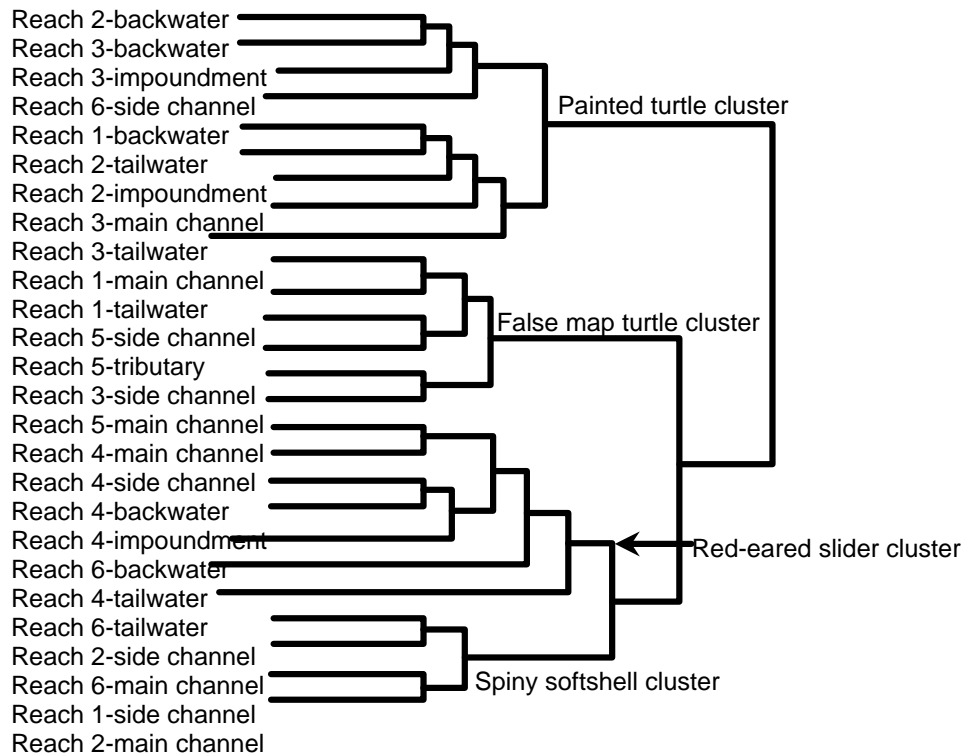 Reach 2-backwater
Reach 3-backwater
Reach 3-impoundment
Reach 6-side channel
Painted turtle cluster
Reach 1-backwater
Reach 2-tailwater
Reach 2-impoundment
Reach 3-main channel
Reach 3-tailwater
Reach 1-main channel
Reach 1-tailwater
False map turtle cluster
Reach 5-side channel
Reach 5-tributary
Reach 3-side channel
Reach 5-main channel
Reach 4-main channel
Reach 4-side channel
Reach 4-backwater
Reach 4-impoundment
Red-eared slider cluster
Reach 6-backwater
Reach 4-tailwater
Reach 6-tailwater
Reach 2-side channel
Reach 6-main channel
Spiny softshell cluster
Reach 1-side channel
Reach 2-main channel